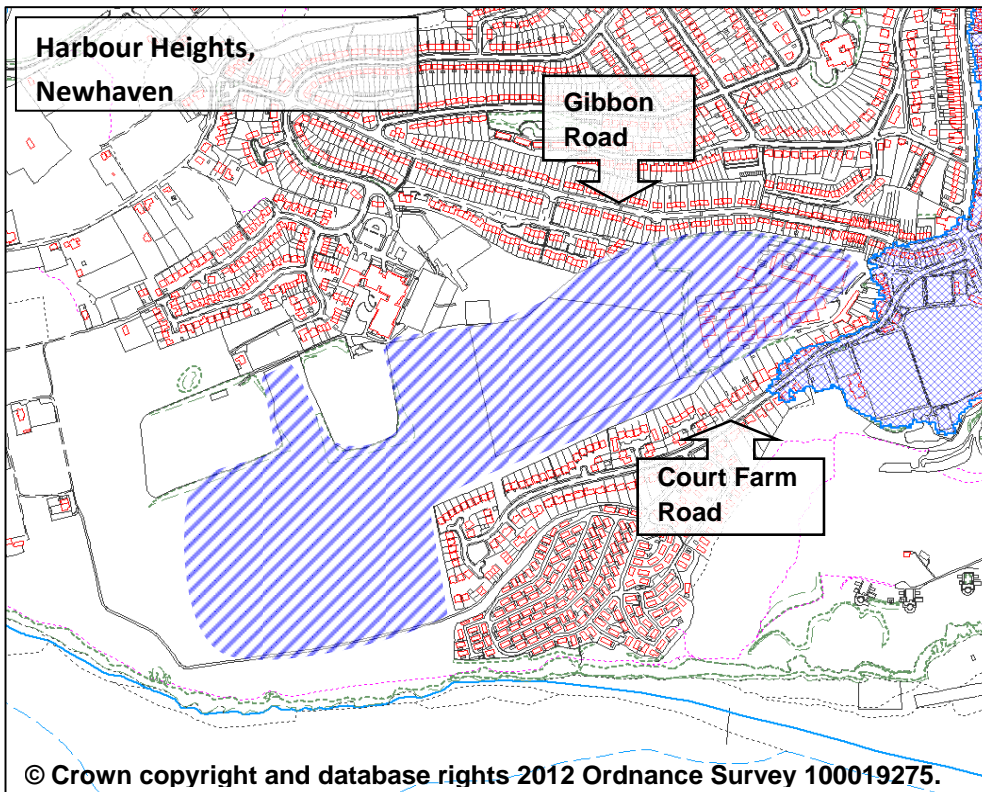 Harbour Heights,
Newhaven
Gibbon
Road
Court Farm
Road
© Crown copyright and database rights 2012 Ordnance Survey 100019275.